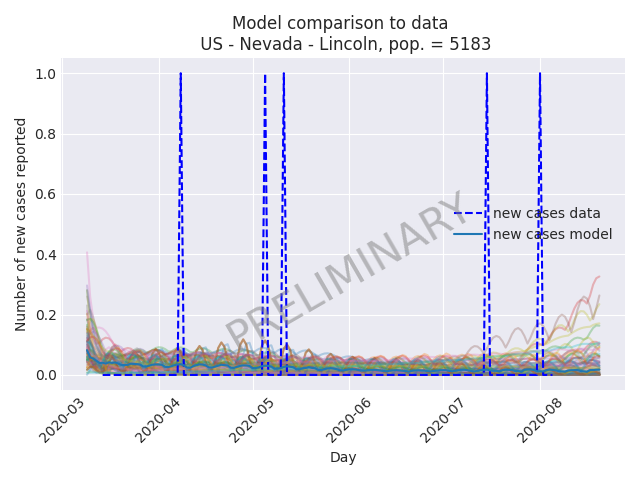 Model comparison to data
US - Nevada - Lincoln, pop. = 5183
Number of new cases reported
1.0
0.8
0.6
0.4
0.2
0.0
PRELIMINARY
new cases data
new cases model
2020-03
2020-04
2020-05
2020-06
2020-07
2020-08
Day